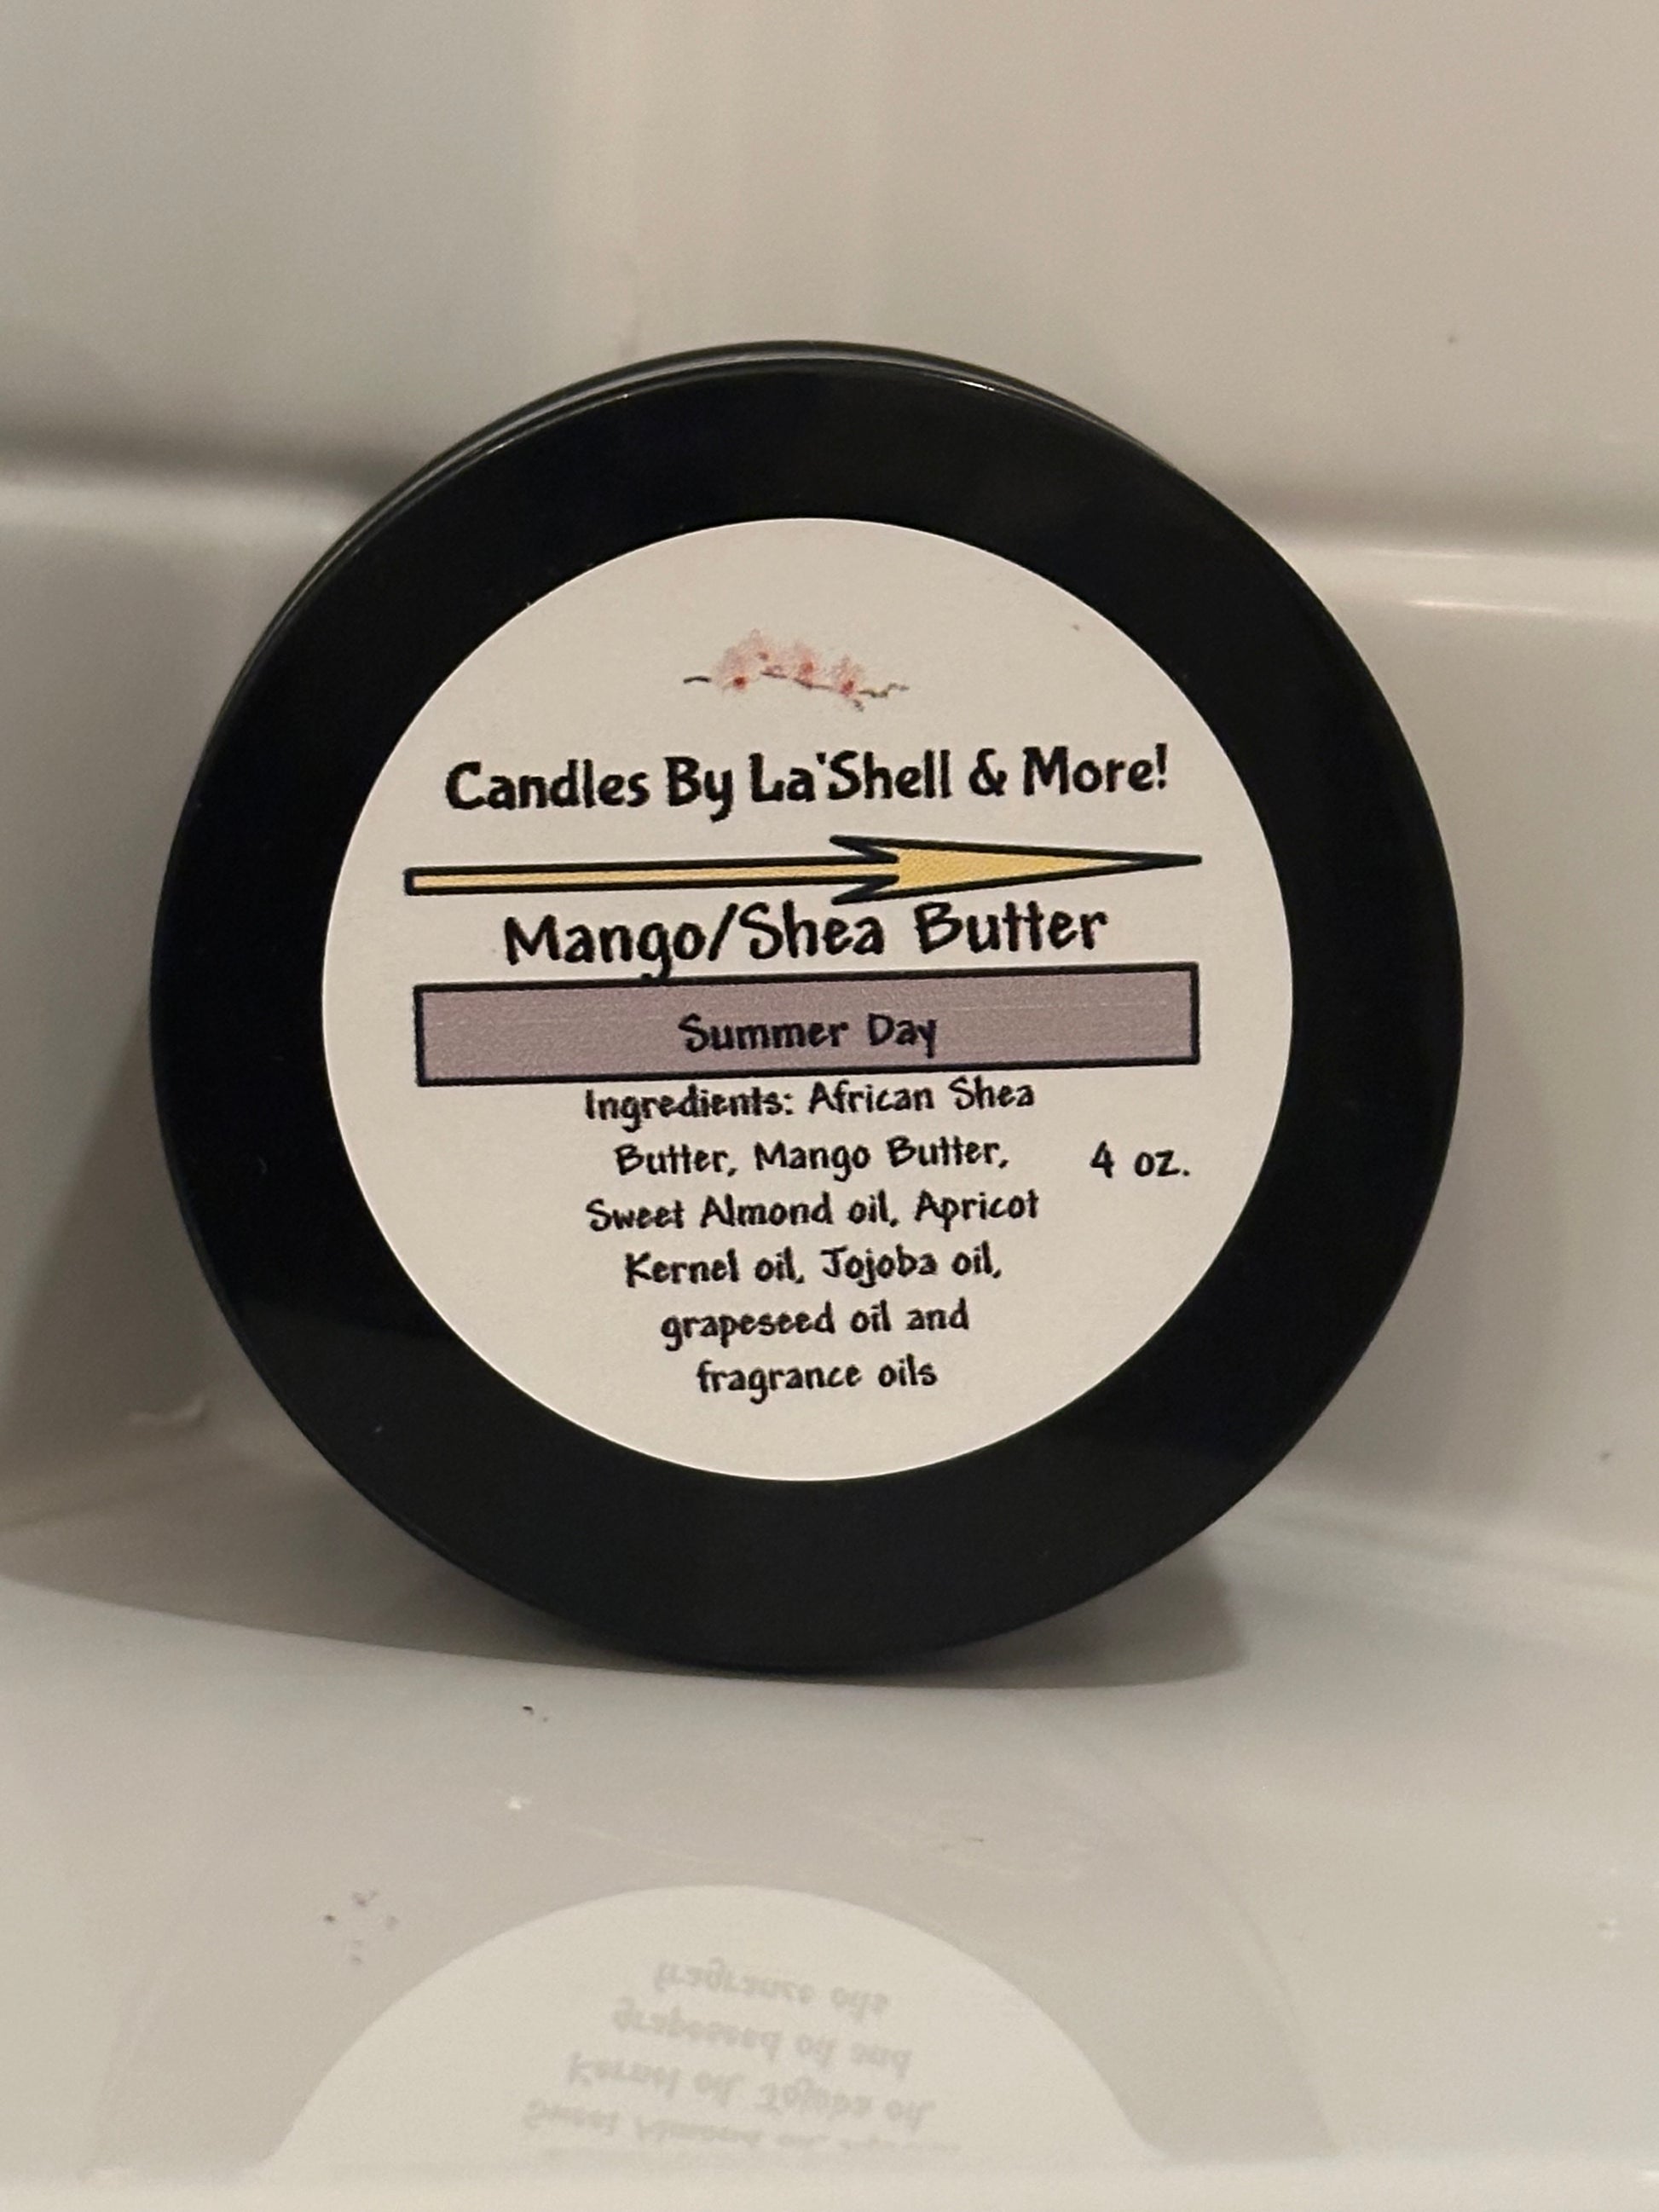 Candles By La'Shell & More!
Mango/Shea Butter
Summer Day
Ingredients: African Shea
Butter, Mango Butter,
4 oz.
Sweet Almond oil, Apricot
Kernel oil, Jojoba oil,
grapeseed oil and
fragrance oils